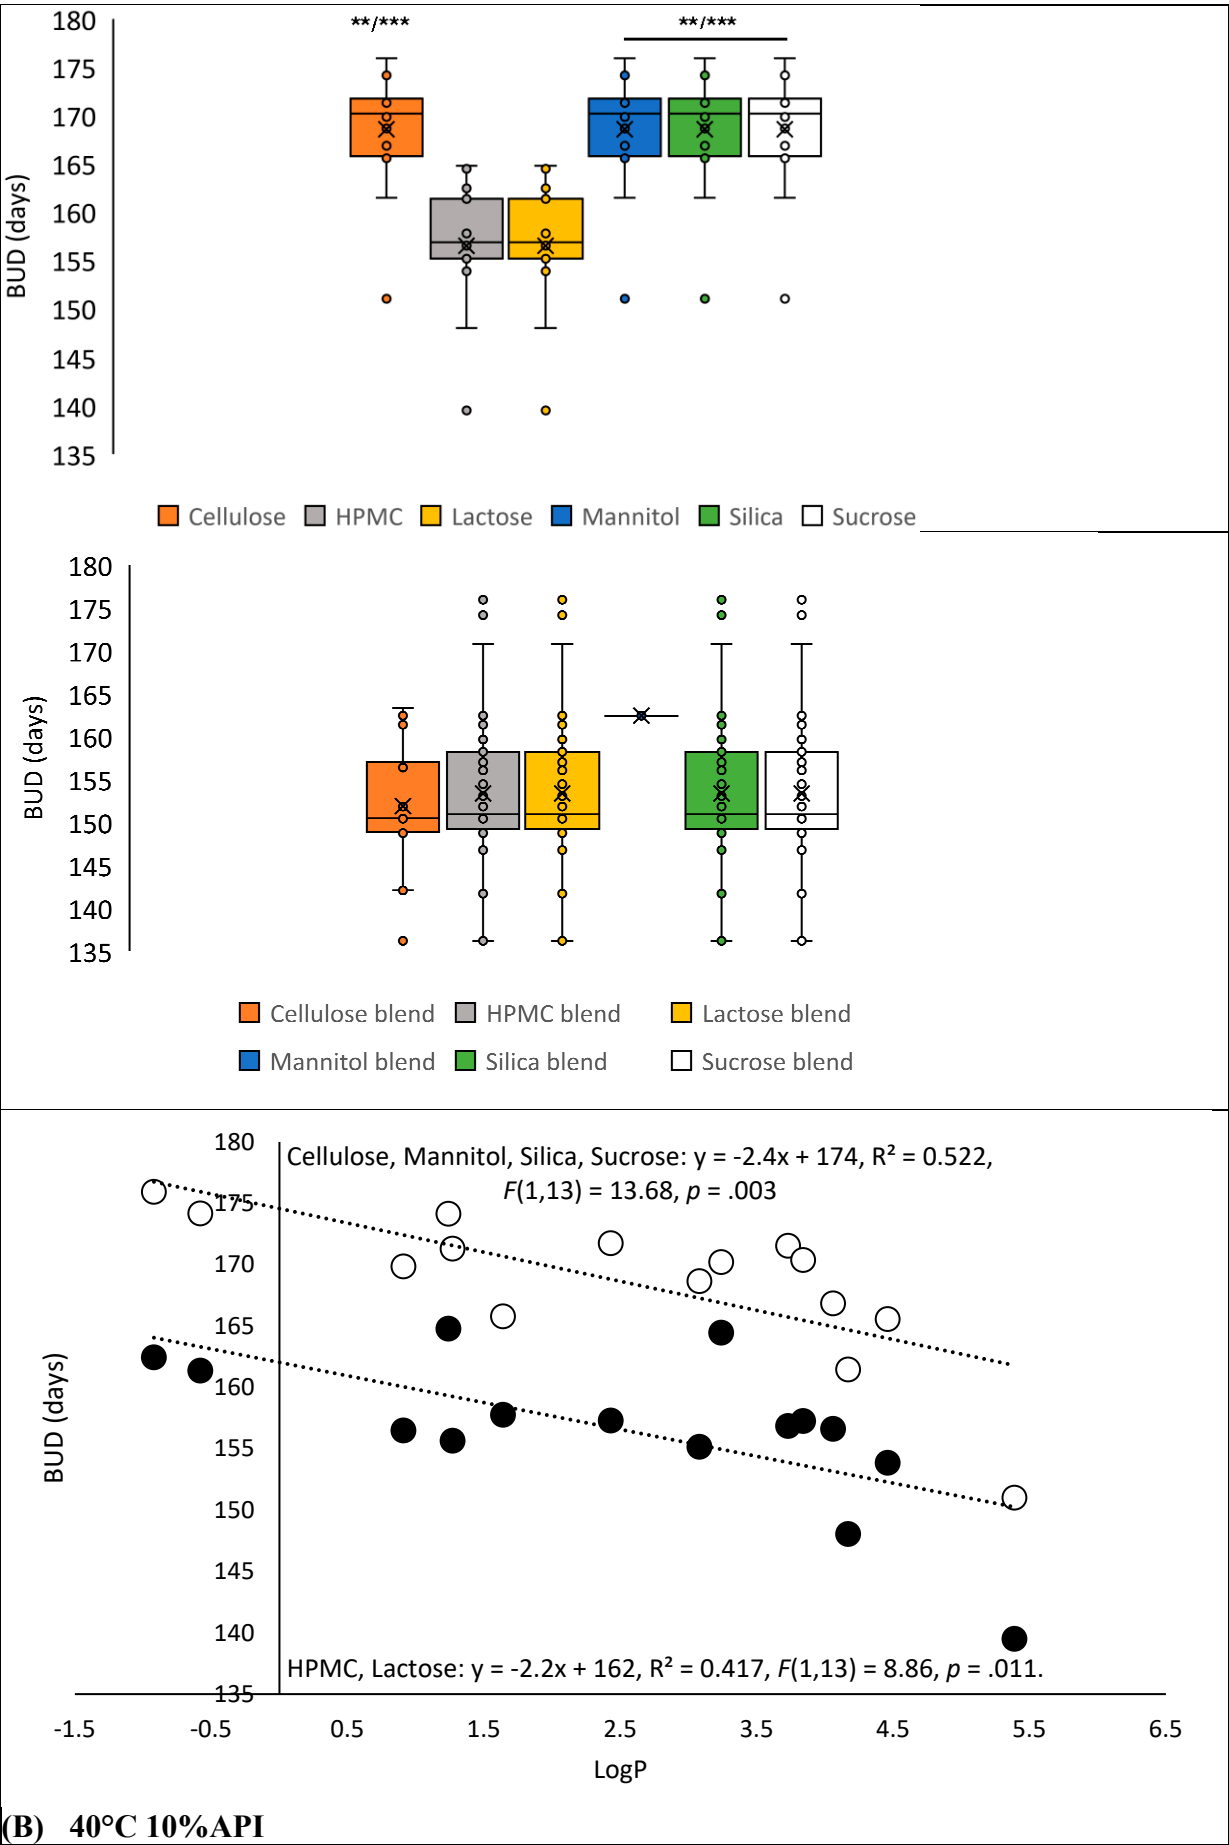 180
**/***
**/***
175
170
165
160
155
150
145
140
135
BUD (days)
Cellulose HPMC Lactose Mannitol Silica Sucrose
180
175
170
165
160
155
150
145
140
135
BUD (days)
Cellulose blend HPMC blend Lactose blend
Mannitol blend Silica blend Sucrose blend
180
Cellulose, Mannitol, Silica, Sucrose: y = -2.4x + 174, R² = 0.522,
F(1,13) = 13.68, p = .003
175
170
165
160
155
150
145
140
HPMC, Lactose: y = -2.2x + 162, R² = 0.417, F(1,13) = 8.86, p = .011.
135
BUD (days)
-1.5 -0.5 0.5 1.5 2.5 3.5 4.5 5.5 6.5
LogP
(B) 40°C 10%API